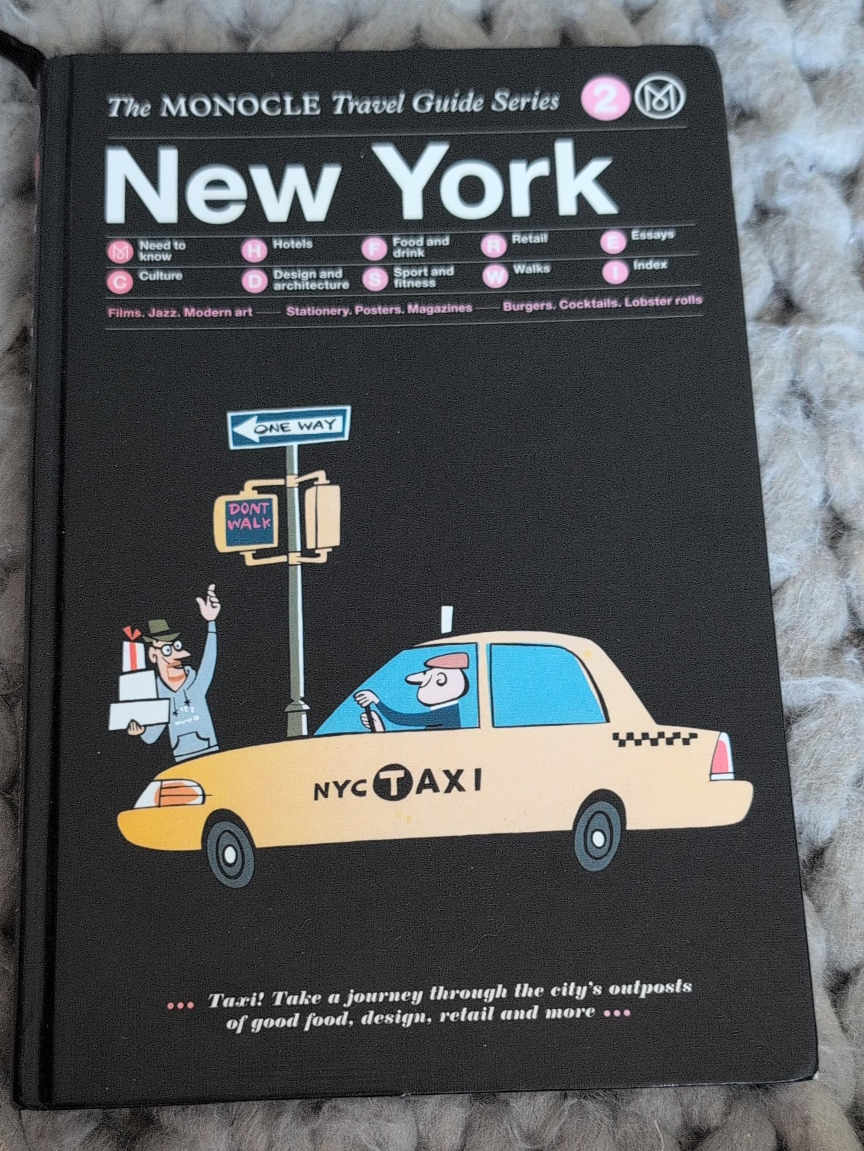 The MONOCLE Travel Guide Series 2 M
New York
M Need to know H Hotels F Food and drink R Retail E Essays
C Culture D Design and architecture S Sport and fitness W Walks I Index
Films. Jazz. Modern art — Stationery. Posters. Magazines — Burgers. Cocktails. Lobster rolls
ONE WAY
DONT
WALK
NYC TAXI
... Taxi! Take a journey through the city's outposts
of good food, design, retail and more ...